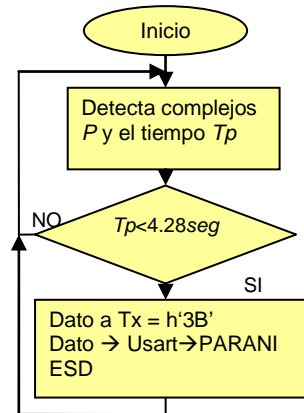 Inicio
Detecta complejos
P y el tiempo Tp
Tp<4.28seg
NO
SI
Dato a Tx = h‘3B’
Dato → Usart→PARANI
ESD